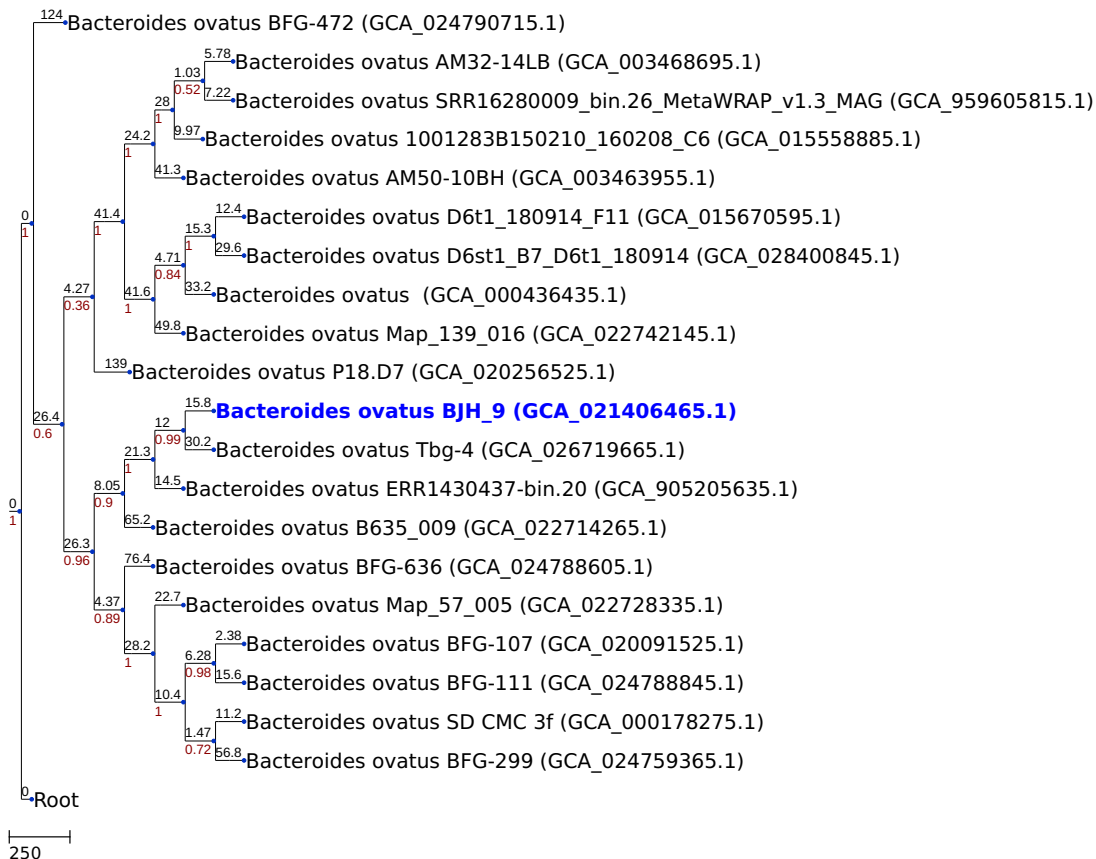 124
Bacteroides ovatus BFG-472 (GCA_024790715.1)
5.78
Bacteroides ovatus AM32-14LB (GCA_003468695.1)
1.03
0.52
7.22
Bacteroides ovatus SRR16280009_bin.26_MetaWRAP_v1.3_MAG (GCA_959605815.1)
28
1
9.97
Bacteroides ovatus 1001283B150210_160208_C6 (GCA_015558885.1)
24.2
1
41.3
Bacteroides ovatus AM50-10BH (GCA_003463955.1)
41.4
1
12.4
Bacteroides ovatus D6t1_180914_F11 (GCA_015670595.1)
0
1
15.3
1
29.6
Bacteroides ovatus D6st1_B7_D6t1_180914 (GCA_028400845.1)
4.71
0.84
33.2
Bacteroides ovatus  (GCA_000436435.1)
4.27
0.36
41.6
1
49.8
Bacteroides ovatus Map_139_016 (GCA_022742145.1)
139
Bacteroides ovatus P18.D7 (GCA_020256525.1)
26.4
0.6
15.8
Bacteroides ovatus BJH_9 (GCA_021406465.1)
12
0.99
30.2
Bacteroides ovatus Tbg-4 (GCA_026719665.1)
21.3
1
14.5
Bacteroides ovatus ERR1430437-bin.20 (GCA_905205635.1)
8.05
0.9
65.2
Bacteroides ovatus B635_009 (GCA_022714265.1)
0
1
26.3
0.96
76.4
Bacteroides ovatus BFG-636 (GCA_024788605.1)
4.37
0.89
22.7
Bacteroides ovatus Map_57_005 (GCA_022728335.1)
28.2
1
2.38
Bacteroides ovatus BFG-107 (GCA_020091525.1)
6.28
0.98
15.6
Bacteroides ovatus BFG-111 (GCA_024788845.1)
10.4
1
11.2
Bacteroides ovatus SD CMC 3f (GCA_000178275.1)
1.47
0.72
56.8
Bacteroides ovatus BFG-299 (GCA_024759365.1)
0
Root
250